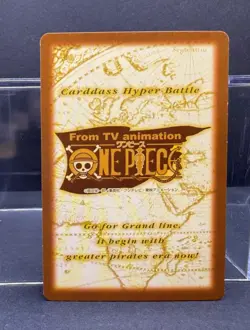 Carddass Hyper Battle
From TV animation
ワンピース
ONE PIECE
Go for Grand line,
it begin with
greater pirates era now!